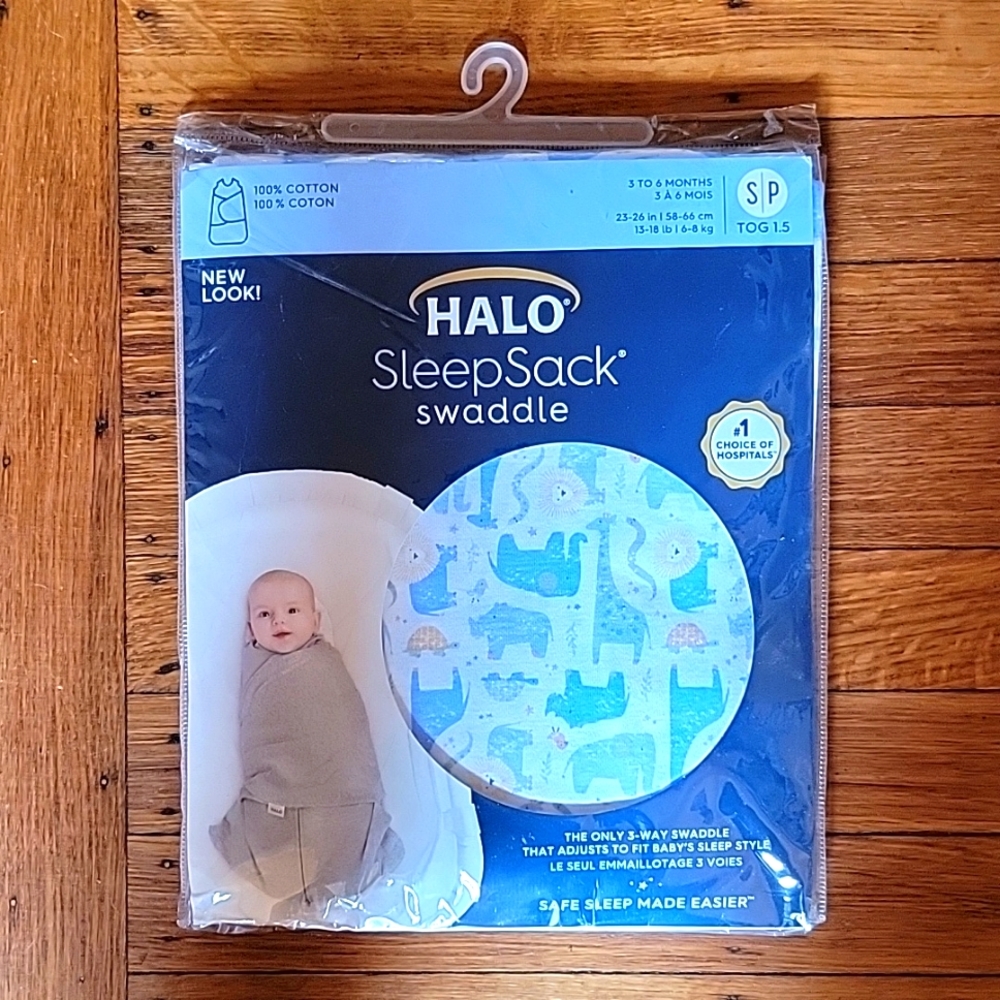 100% COTTON
100% COTON
3 TO 6 MONTHS
3 À 6 MOIS
23-26 in | 58-66 cm
13-18 lb | 6-8 kg
S|P
TOG 1.5
NEW
LOOK!
HALO®
SleepSack®
swaddle
#1
CHOICE OF
HOSPITALS™
THE ONLY 3-WAY SWADDLE
THAT ADJUSTS TO FIT BABY'S SLEEP STYLE
LE SEUL EMMAILLOTAGE 3 VOIES
SAFE SLEEP MADE EASIER™